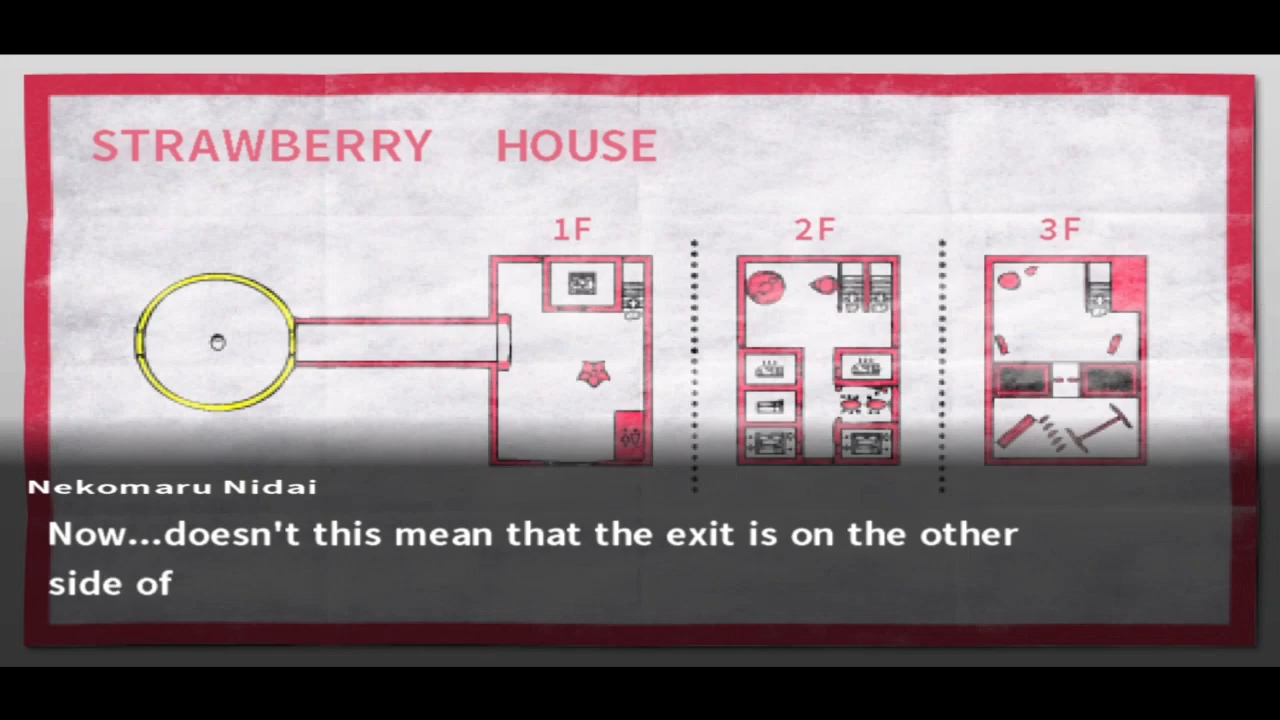 STRAWBERRY HOUSE
1F 2F 3F
Nekomaru Nidai
Now...doesn't this mean that the exit is on the other
side of